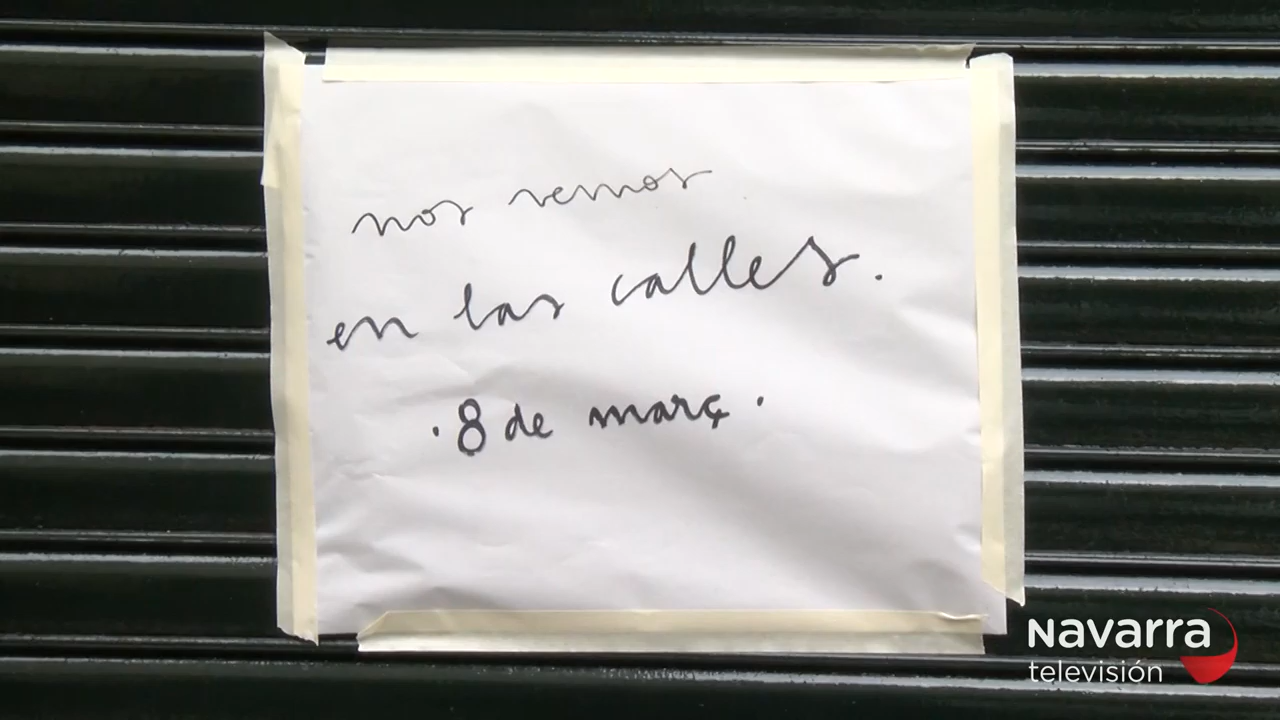 nos vemos
en las calles.
· 8 de març ·
Navarra
televisión